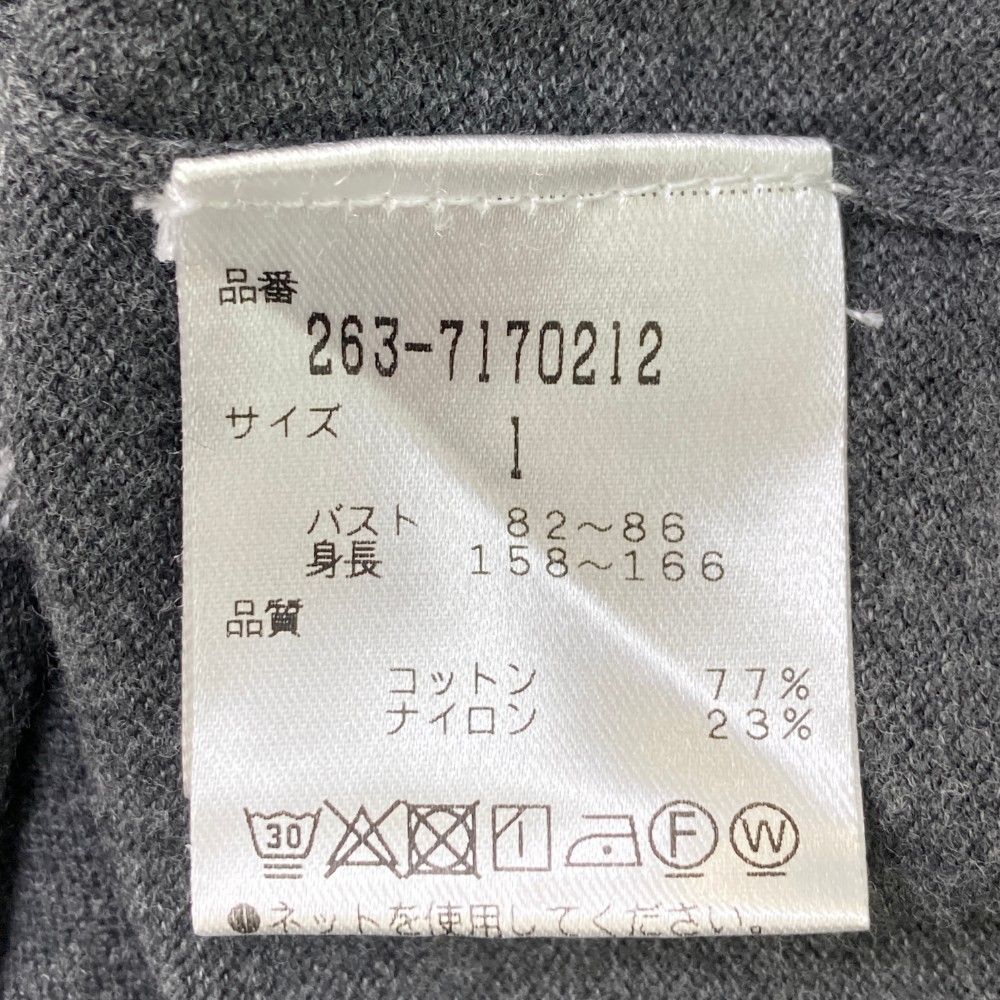 品番
263-7170212
サイズ
1
バスト 82～86
身長 158～166
品質
コットン 77%
ナイロン 23%
30 F W
●ネットを使用してください。